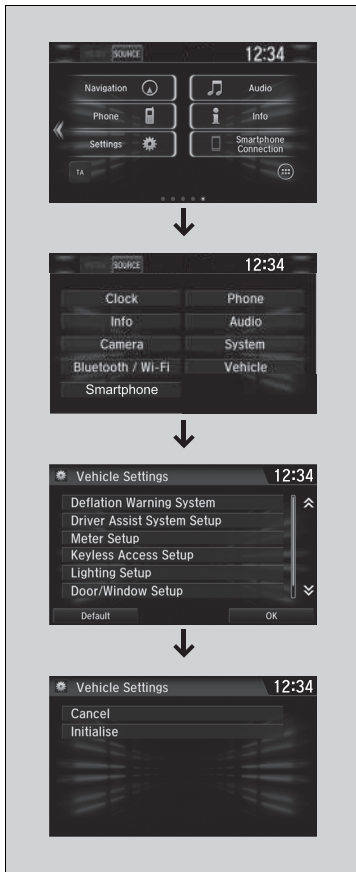 SOURCE 12:34
Navigation Audio
Phone Info
Settings Smartphone Connection
TA
SOURCE 12:34
Clock Phone
Info Audio
Camera System
Bluetooth / Wi-Fi Vehicle
Smartphone
Vehicle Settings 12:34
Deflation Warning System
Driver Assist System Setup
Meter Setup
Keyless Access Setup
Lighting Setup
Door/Window Setup
Default OK
Vehicle Settings 12:34
Cancel
Initialise